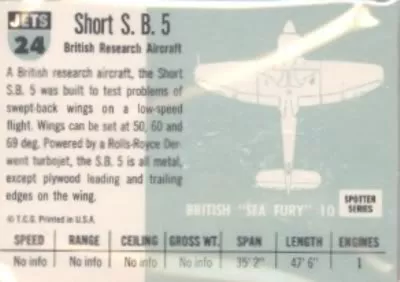 JETS
24
Short S. B. 5
British Research Aircraft
A British research aircraft, the Short
S.B. 5 was built to test problems of
swept-back wings on a low-speed
flight. Wings can be set at 50, 60 and
69 deg. Powered by a Rolls-Royce Der-
went turbojet, the S.B. 5 is all metal,
except plywood leading and trailing
edges on the wing.
© T.C.G. Printed in U.S.A.
BRITISH "SEA FURY" 10
SPOTTER
SERIES
SPEED RANGE CEILING GROSS WT. SPAN LENGTH ENGINES
No info No info No info No info 35' 2" 47' 6" 1